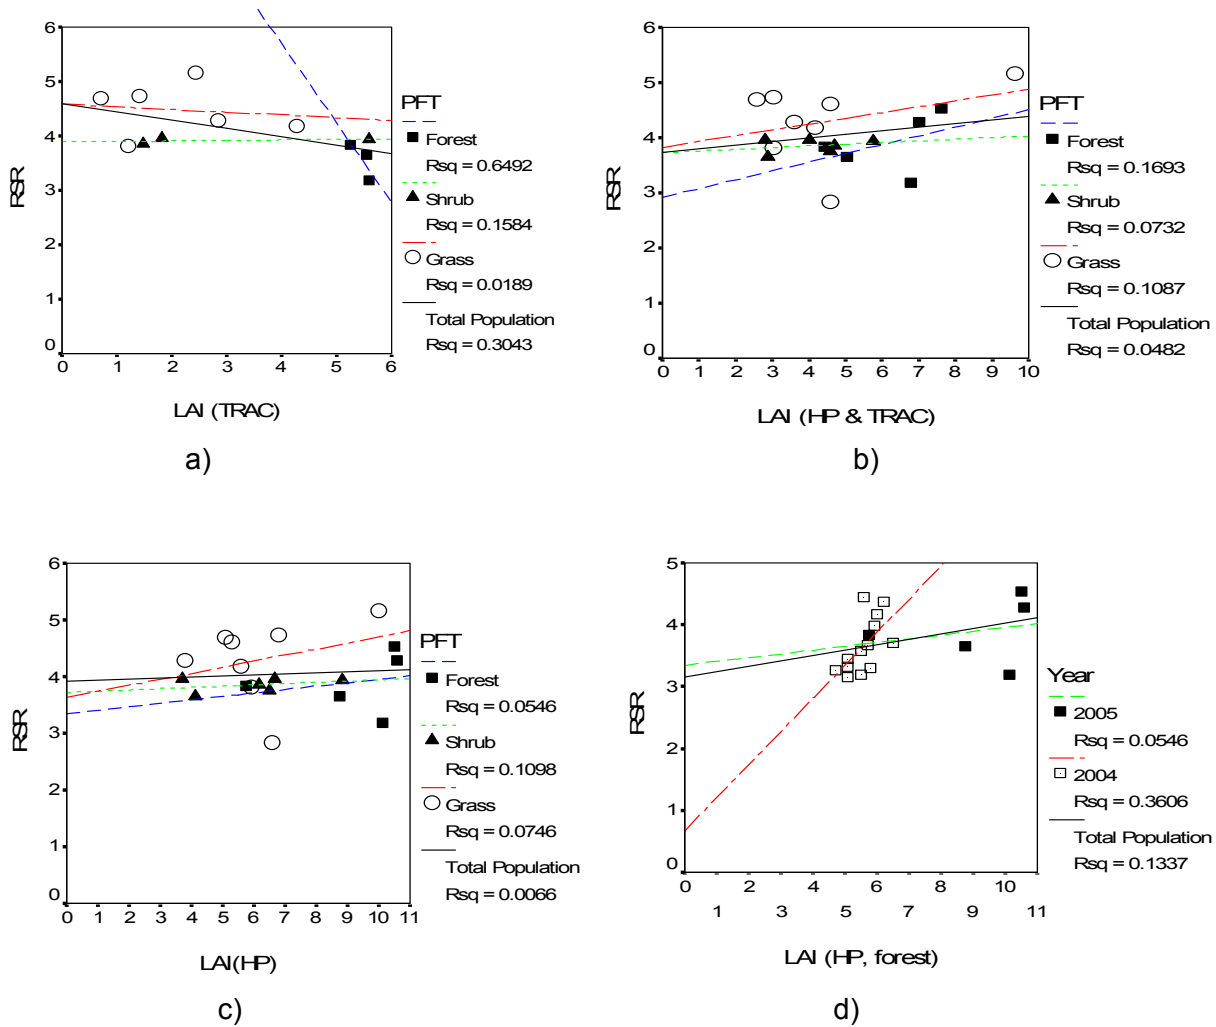 6
5
4
3
2
1
0
RSR
0 1 2 3 4 5 6
LAI (TRAC)
PFT
Forest
Rsq = 0.6492
Shrub
Rsq = 0.1584
Grass
Rsq = 0.0189
Total Population
Rsq = 0.3043
a)
6
5
4
3
2
1
0
RSR
0 1 2 3 4 5 6 7 8 9 10
LAI (HP & TRAC)
PFT
Forest
Rsq = 0.1693
Shrub
Rsq = 0.0732
Grass
Rsq = 0.1087
Total Population
Rsq = 0.0482
b)
6
5
4
3
2
1
0
RSR
0 1 2 3 4 5 6 7 8 9 10 11
LAI(HP)
PFT
Forest
Rsq = 0.0546
Shrub
Rsq = 0.1098
Grass
Rsq = 0.0746
Total Population
Rsq = 0.0066
c)
5
4
3
2
1
0
RSR
0 2 4 6 8 10
1 3 5 7 9 11
LAI (HP, forest)
Year
2005
Rsq = 0.0546
2004
Rsq = 0.3606
Total Population
Rsq = 0.1337
d)